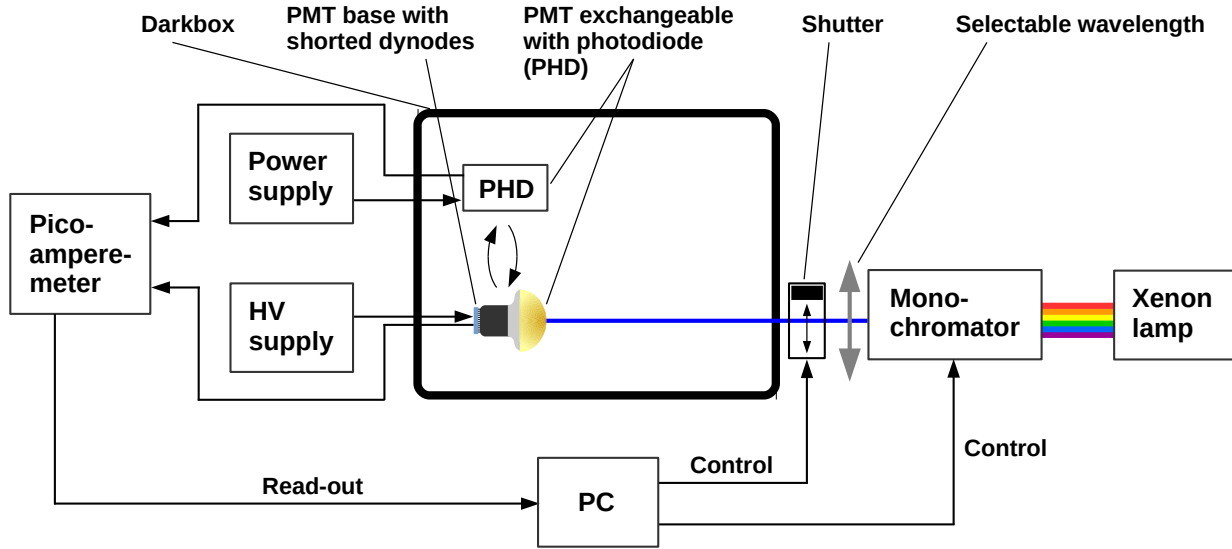 Darkbox
PMT base with
shorted dynodes
PMT exchangeable
with photodiode
(PHD)
Shutter
Selectable wavelength
Power
supply
PHD
Pico-
ampere-
meter
HV
supply
Mono-
chromator
Xenon
lamp
Read-out
PC
Control
Control